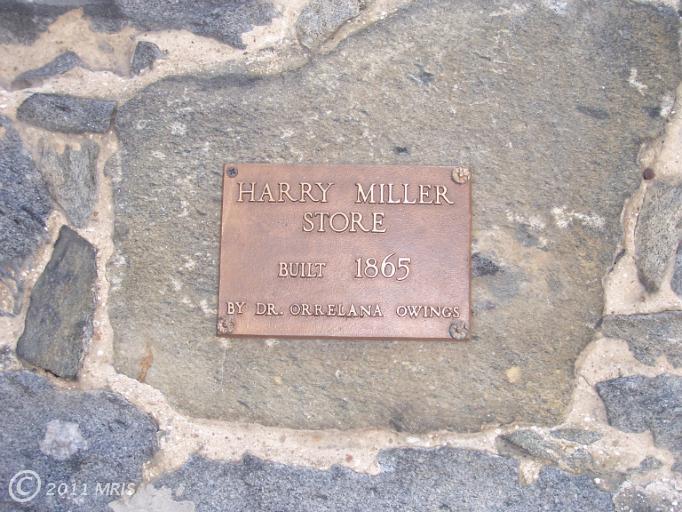 HARRY MILLER
STORE
BUILT 1865
BY DR. ORRELANA OWINGS
© 2011 MRIS